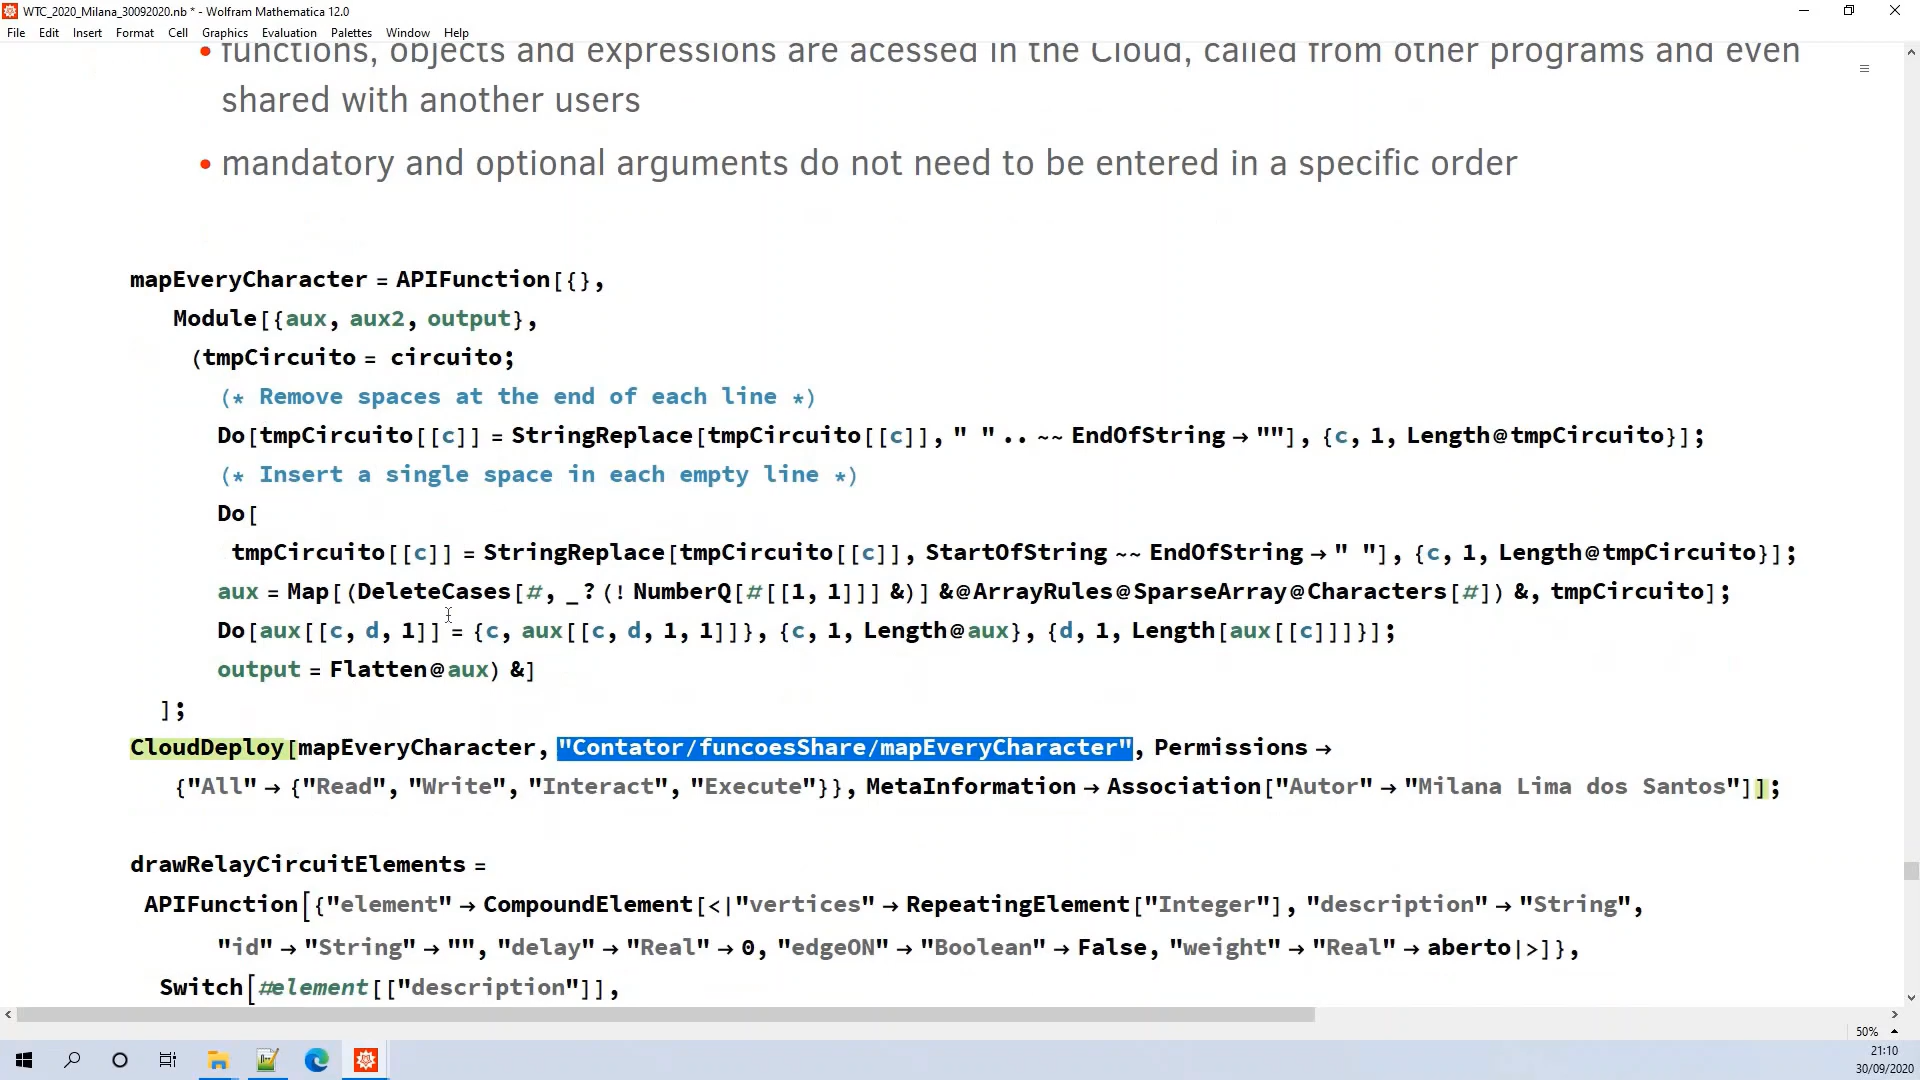 WTC_2020_Milana_30092020.nb * - Wolfram Mathematica 12.0
File Edit Insert Format Cell Graphics Evaluation Palettes Window Help
• functions, objects and expressions are acessed in the Cloud, called from other programs and even
shared with another users
• mandatory and optional arguments do not need to be entered in a specific order
mapEveryCharacter = APIFunction[{},
Module[{aux, aux2, output},
(tmpCircuito = circuito;
(* Remove spaces at the end of each line *)
Do[tmpCircuito[[c]] = StringReplace[tmpCircuito[[c]], " " .. ~~ EndOfString → ""], {c, 1, Length@tmpCircuito}];
(* Insert a single space in each empty line *)
Do[
tmpCircuito[[c]] = StringReplace[tmpCircuito[[c]], StartOfString ~~ EndOfString → " "], {c, 1, Length@tmpCircuito}];
aux = Map[(DeleteCases[#, _?(! NumberQ[#[[1, 1]]] &)] &@ArrayRules@SparseArray@Characters[#]) &, tmpCircuito];
Do[aux[[c, d, 1]] = {c, aux[[c, d, 1, 1]]}, {c, 1, Length@aux}, {d, 1, Length[aux[[c]]]}];
output = Flatten@aux) &]
];
CloudDeploy[mapEveryCharacter, "Contator/funcoesShare/mapEveryCharacter", Permissions →
{"All" → {"Read", "Write", "Interact", "Execute"}}, MetaInformation → Association["Autor" → "Milana Lima dos Santos"]];
drawRelayCircuitElements =
APIFunction[{"element" → CompoundElement[<|"vertices" → RepeatingElement["Integer"], "description" → "String",
"id" → "String" → "", "delay" → "Real" → 0, "edgeON" → "Boolean" → False, "weight" → "Real" → aberto|>]},
Switch[#element[["description"]],
50%
21:10
30/09/2020